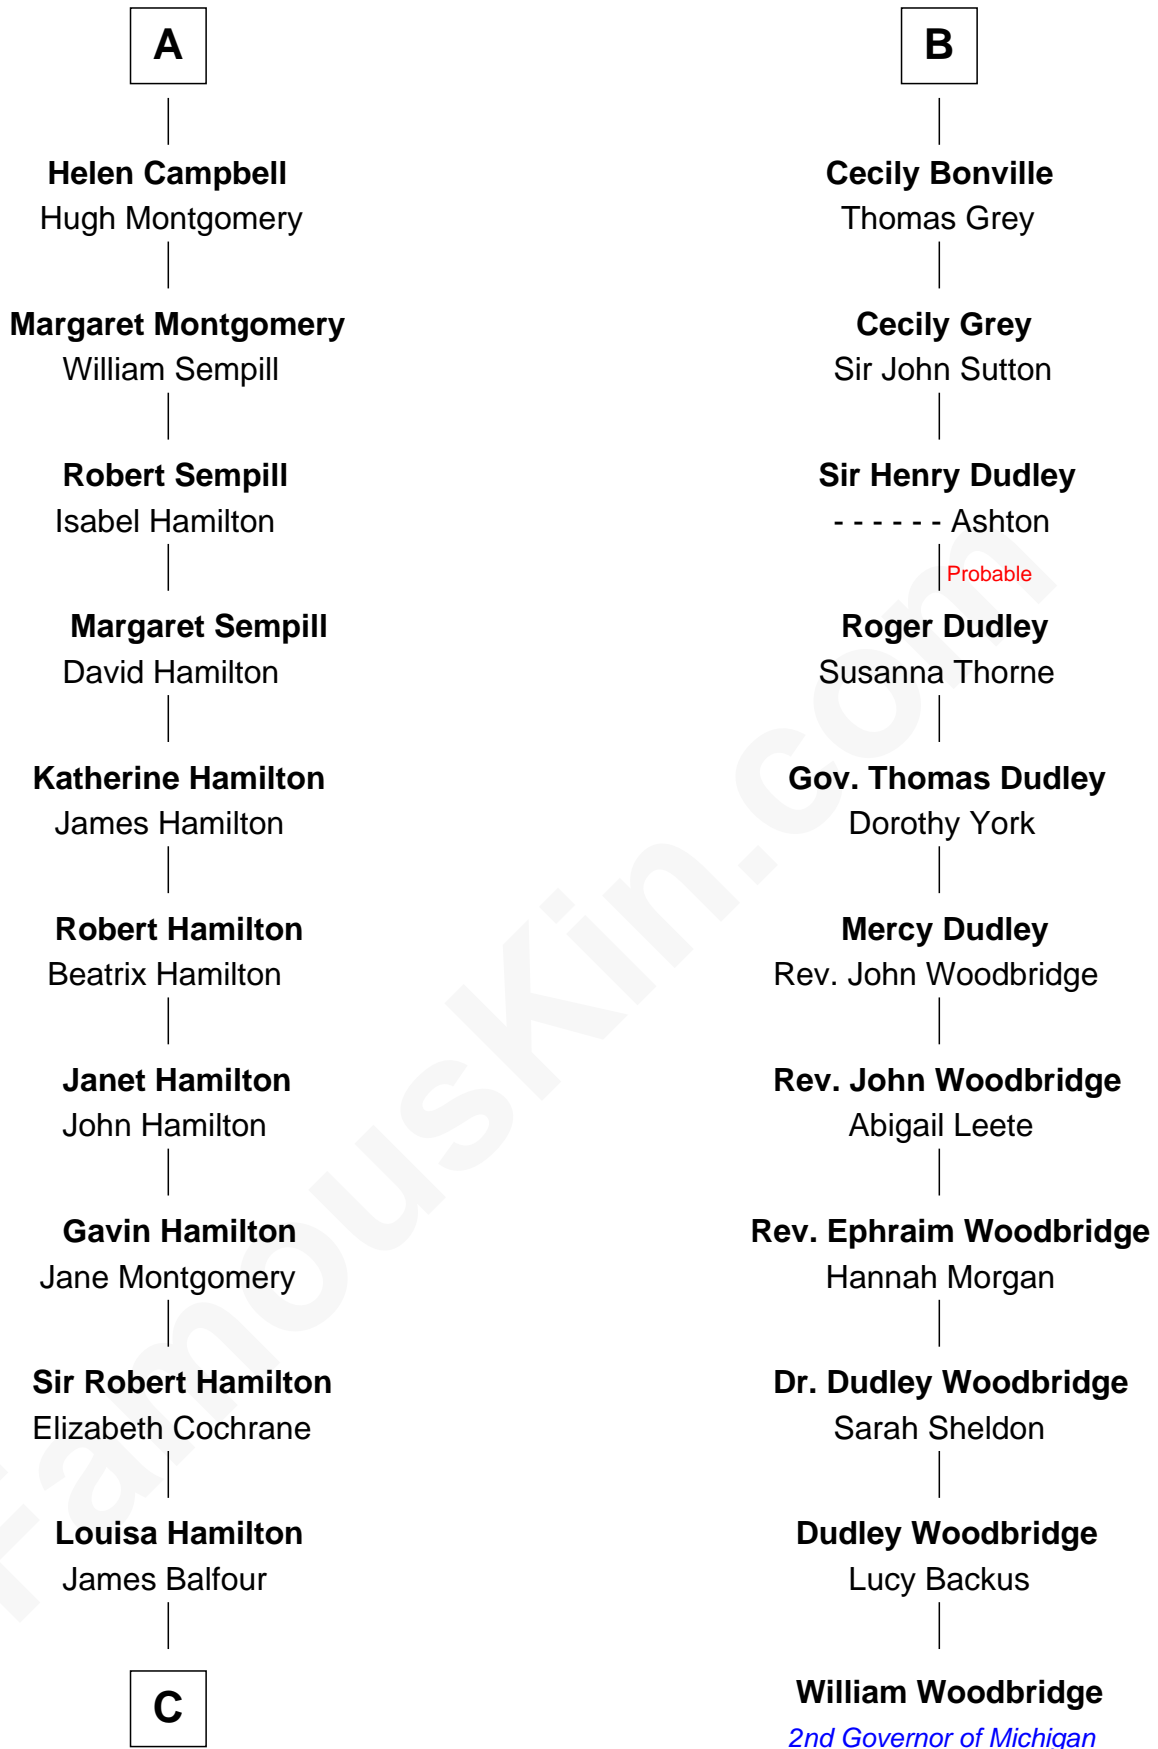 A
Helen Campbell
Hugh Montgomery
Margaret Montgomery
William Sempill
Robert Sempill
Isabel Hamilton
Margaret Sempill
David Hamilton
Katherine Hamilton
James Hamilton
Robert Hamilton
Beatrix Hamilton
Janet Hamilton
John Hamilton
Gavin Hamilton
Jane Montgomery
Sir Robert Hamilton
Elizabeth Cochrane
Louisa Hamilton
James Balfour
C
B
Cecily Bonville
Thomas Grey
Cecily Grey
Sir John Sutton
Sir Henry Dudley
- - - - - - Ashton
Probable
Roger Dudley
Susanna Thorne
Gov. Thomas Dudley
Dorothy York
Mercy Dudley
Rev. John Woodbridge
Rev. John Woodbridge
Abigail Leete
Rev. Ephraim Woodbridge
Hannah Morgan
Dr. Dudley Woodbridge
Sarah Sheldon
Dudley Woodbridge
Lucy Backus
William Woodbridge
2nd Governor of Michigan
FamousKin.com